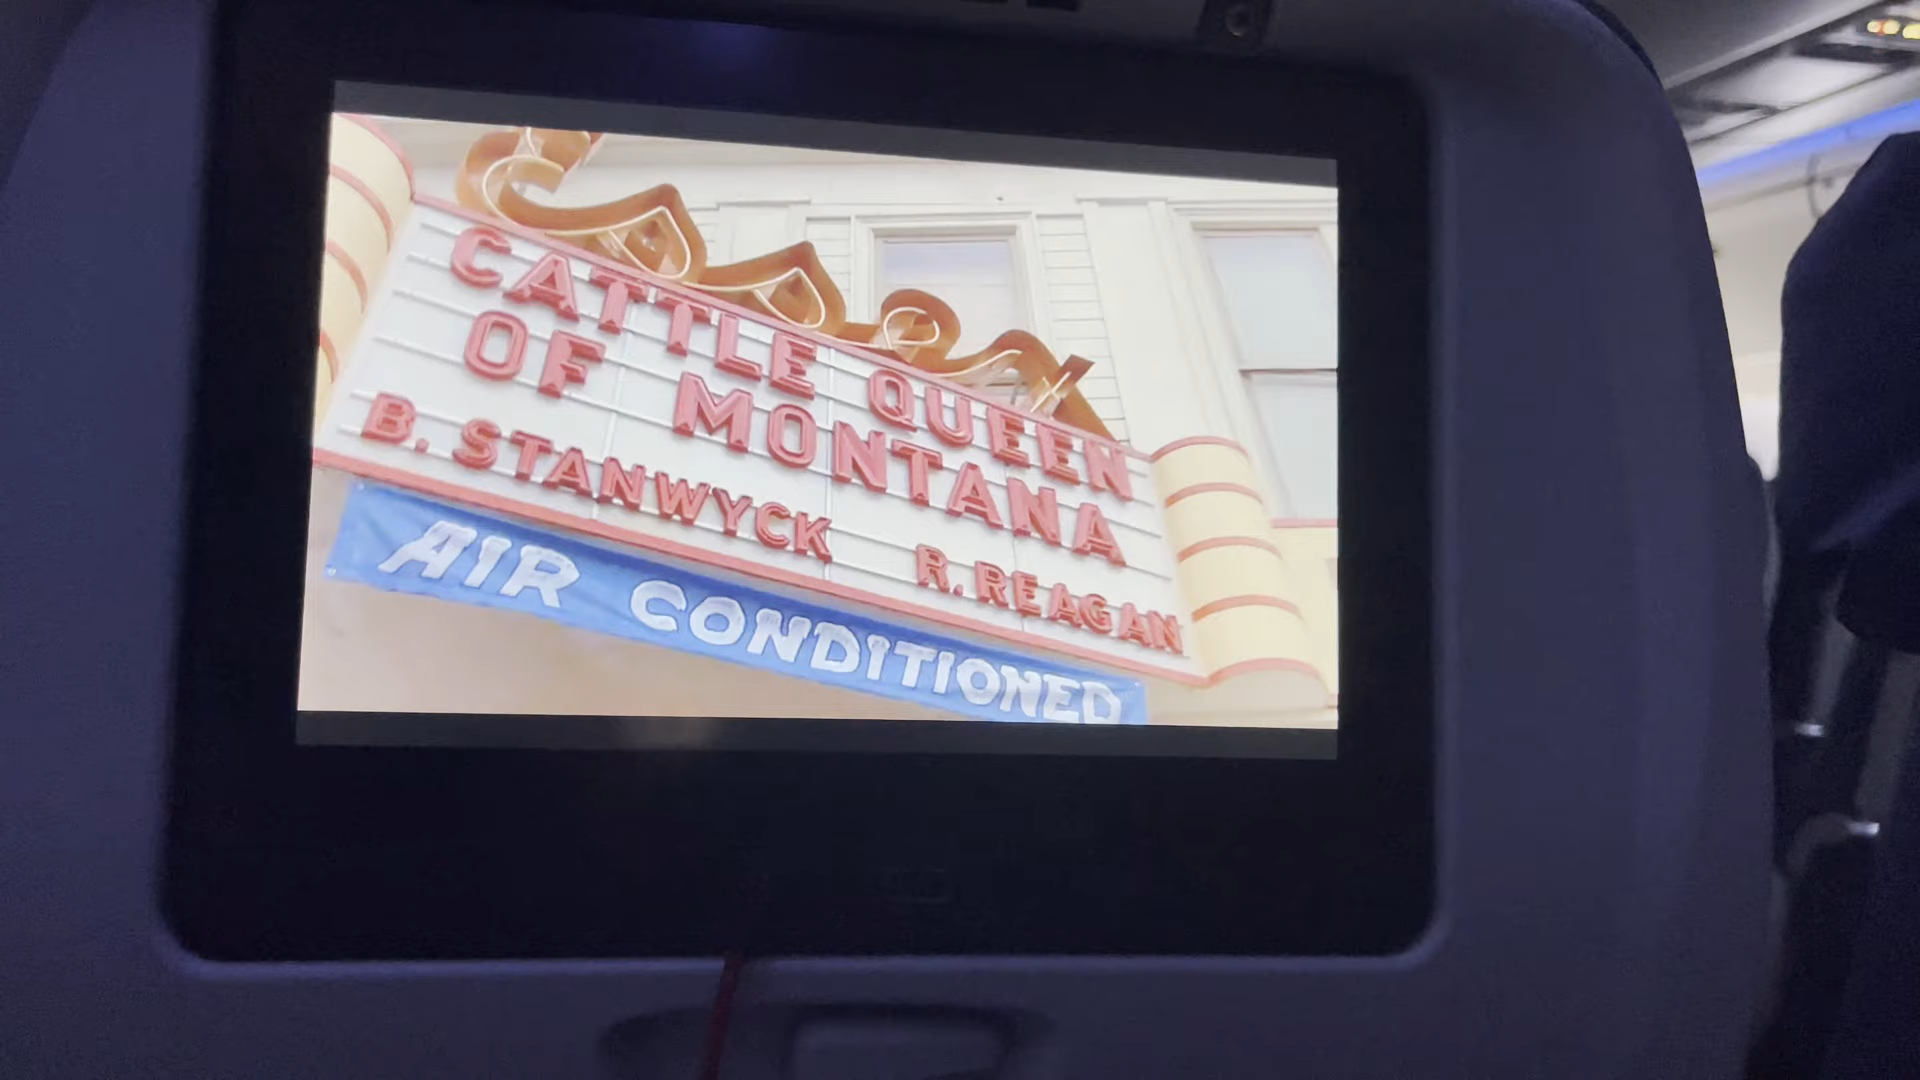 CATTLE QUEEN
OF MONTANA
B. STANWYCK R. REAGAN
AIR CONDITIONED